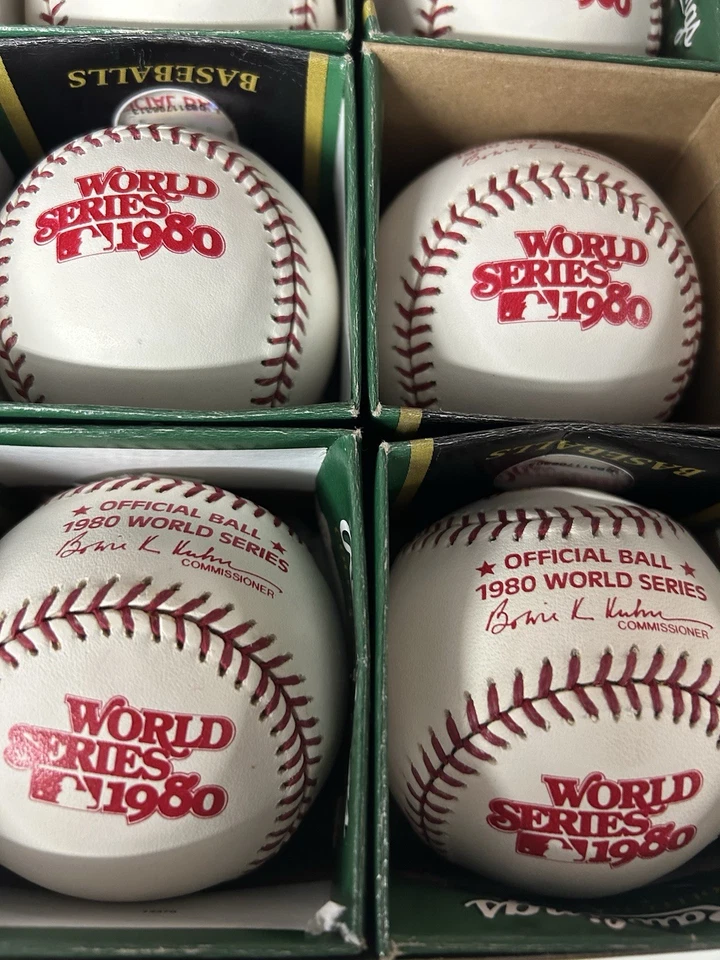 BASEBALLS
WORLD
SERIES
1980
WORLD
SERIES
1980
★ OFFICIAL BALL ★
1980 WORLD SERIES
Bowie K Kuhn
COMMISSIONER
WORLD
SERIES
1980
BASEBALLS
★ OFFICIAL BALL ★
1980 WORLD SERIES
Bowie K Kuhn
COMMISSIONER
WORLD
SERIES
1980